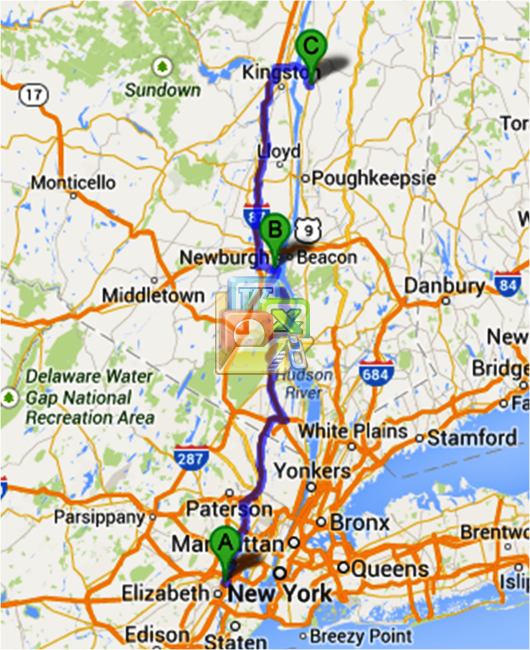 C
Kingston
Sundown
17
Tor
Lloyd
Monticello
Poughkeepsie
87
B
9
Newburgh
Beacon
84
Danbury
Middletown
New
Bridge
684
Hudson
River
Delaware Water
Gap National
Recreation Area
Fa
White Plains
Stamford
287
Yonkers
Paterson
Parsippany
Bronx
Brentwo
A
Manhattan
Queens
Islip
Elizabeth
New York
Edison
Staten
Breezy Point